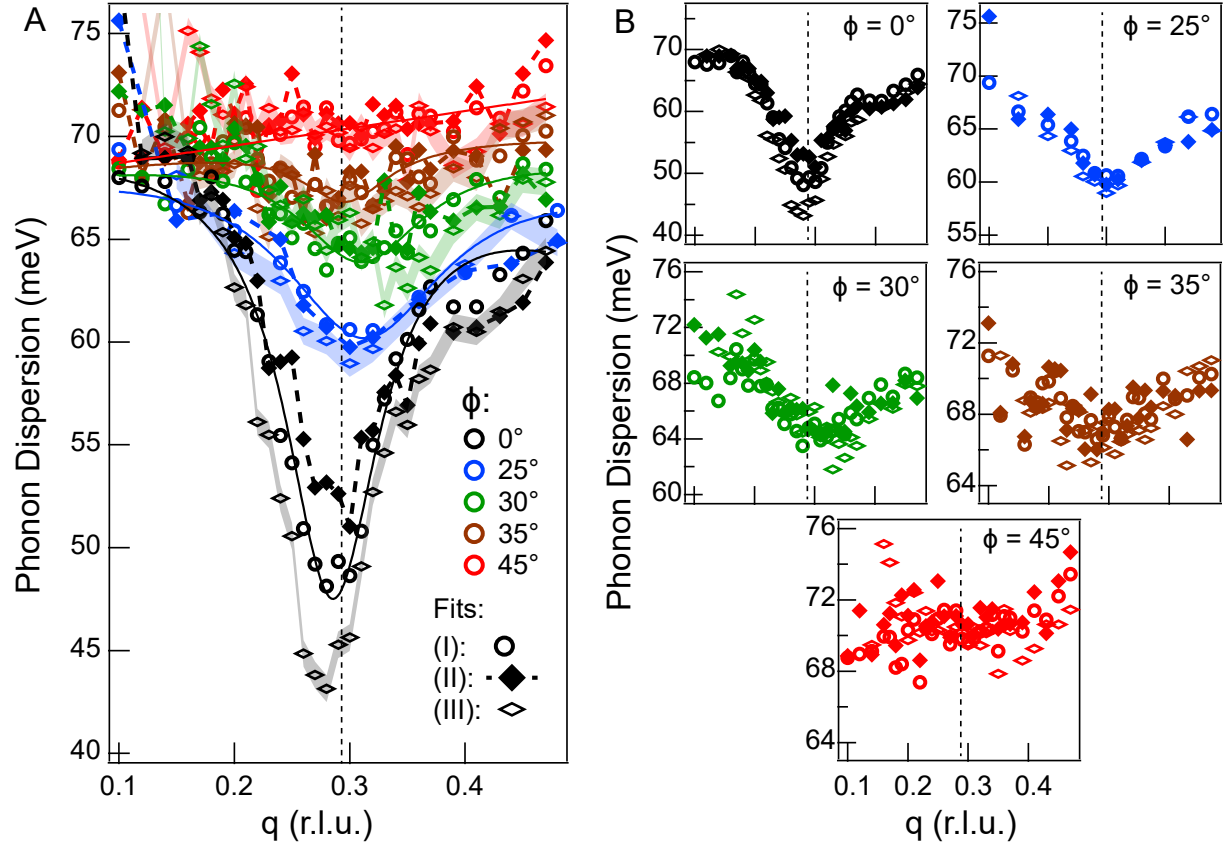 A
75
70
65
60
55
50
45
40
Phonon Dispersion (meV)
0.1
0.2
0.3
0.4
q (r.l.u.)
ϕ:
0°
25°
30°
35°
45°
Fits:
(I):
(II):
(III):
B
Phonon Dispersion (meV)
ϕ = 0°
70
60
50
40
ϕ = 25°
75
70
65
60
55
ϕ = 30°
76
72
68
64
60
ϕ = 35°
76
72
68
64
ϕ = 45°
76
72
68
64
0.1
0.2
0.3
0.4
q (r.l.u.)